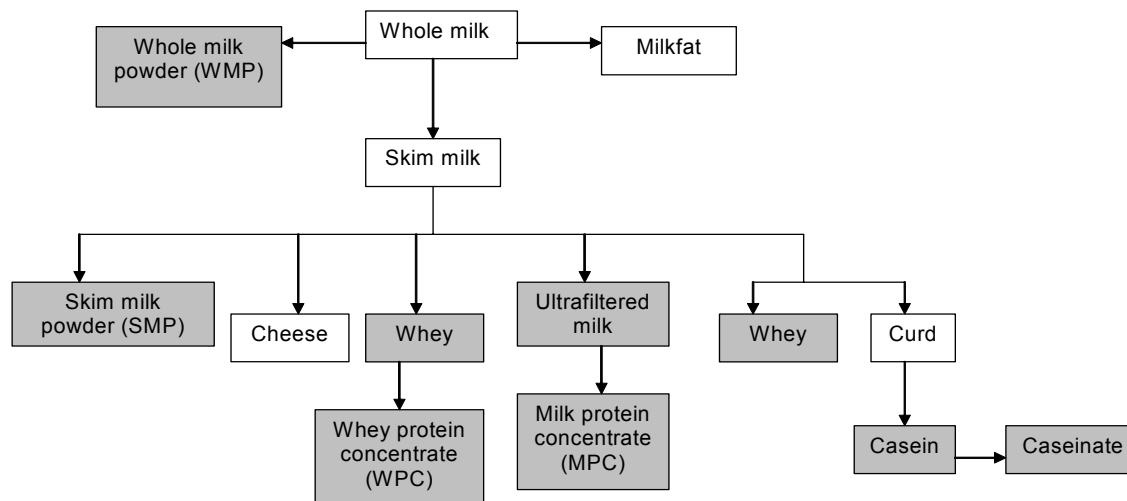 Whole milk
powder (WMP)
Whole milk
Milkfat
Skim milk
Skim milk
powder (SMP)
Cheese
Whey
Ultrafiltered
milk
Whey
Curd
Whey protein
concentrate
(WPC)
Milk protein
concentrate
(MPC)
Casein
Caseinate